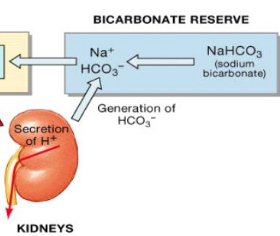 BICARBONATE RESERVE
Na⁺
HCO₃⁻
NaHCO₃
(sodium
bicarbonate)
Generation of
HCO₃⁻
Secretion
of H⁺
KIDNEYS